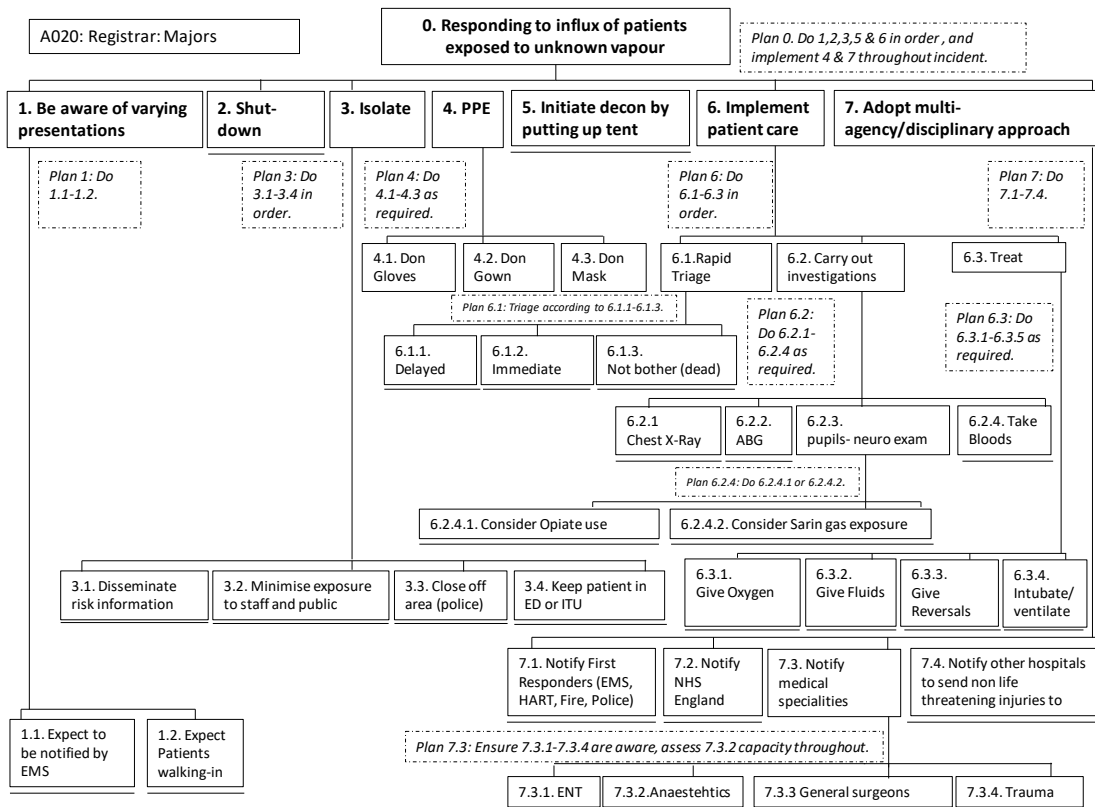 A020: Registrar: Majors
0. Responding to influx of patients
exposed to unknown vapour
Plan 0. Do 1,2,3,5 & 6 in order , and
implement 4 & 7 throughout incident.
1. Be aware of varying
presentations
2. Shut-
down
3. Isolate
4. PPE
5. Initiate decon by
putting up tent
6. Implement
patient care
7. Adopt multi-
agency/disciplinary approach
Plan 1: Do
1.1-1.2.
Plan 3: Do
3.1-3.4 in
order.
Plan 4: Do
4.1-4.3 as
required.
Plan 6: Do
6.1-6.3 in
order.
Plan 7: Do
7.1-7.4.
4.1. Don
Gloves
4.2. Don
Gown
4.3. Don
Mask
6.1.Rapid
Triage
6.2. Carry out
investigations
6.3. Treat
Plan 6.1: Triage according to 6.1.1-6.1.3.
Plan 6.2:
Do 6.2.1-
6.2.4 as
required.
Plan 6.3: Do
6.3.1-6.3.5 as
required.
6.1.1.
Delayed
6.1.2.
Immediate
6.1.3.
Not bother (dead)
6.2.1
Chest X-Ray
6.2.2.
ABG
6.2.3.
pupils- neuro exam
6.2.4. Take
Bloods
Plan 6.2.4: Do 6.2.4.1 or 6.2.4.2.
6.2.4.1. Consider Opiate use
6.2.4.2. Consider Sarin gas exposure
3.1. Disseminate
risk information
3.2. Minimise exposure
to staff and public
3.3. Close off
area (police)
3.4. Keep patient in
ED or ITU
6.3.1.
Give Oxygen
6.3.2.
Give Fluids
6.3.3.
Give
Reversals
6.3.4.
Intubate/
ventilate
7.1. Notify First
Responders (EMS,
HART, Fire, Police)
7.2. Notify
NHS
England
7.3. Notify
medical
specialities
7.4. Notify other hospitals
to send non life
threatening injuries to
1.1. Expect to
be notified by
EMS
1.2. Expect
Patients
walking-in
Plan 7.3: Ensure 7.3.1-7.3.4 are aware, assess 7.3.2 capacity throughout.
7.3.1. ENT
7.3.2.Anaestehtics
7.3.3 General surgeons
7.3.4. Trauma